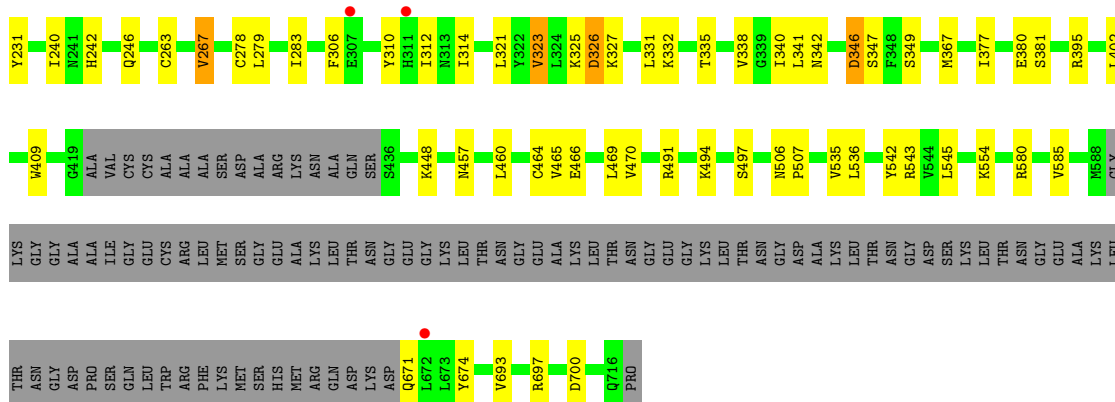 Y231 I240 N241 H242 Q246 C263 V267 C278 L279 I283 F306 E307 Y310 H311 I312 N313 I314 L321 Y322 V323 L324 K325 D326 K327 L331 K332 T335 V338 G339 I340 L341 N342 D346 S347 F348 S349 M367 I377 E380 S381 R395
W409 G419 ALA VAL CYS CYS ALA ALA ALA SER ASP ALA ARG LYS ASN ALA GLN SER S436 K448 N457 L460 C464 V465 E466 L469 V470 R491 K494 S497 N506 P507 V535 L536 Y542 R543 V544 L545 K554 R580 V585 M588 GLY
LYS GLY GLY ALA ALA ILE GLY GLU CYS ARG LEU MET SER GLY GLU ALA LYS LEU THR ASN GLY GLU GLY LYS LEU THR ASN GLY GLU ALA LYS LEU THR ASN GLY GLU GLY LYS LEU THR ASN GLY ASP ALA LYS LEU THR ASN GLY ASP SER LYS LEU THR ASN GLY GLU ALA LYS LEU
THR ASN GLY ASP PRO SER GLN LEU TRP ARG PHE LYS MET SER HIS MET ARG GLN ASP LYS ASP Q671 L672 L673 Y674 V693 R697 D700 Q716 PRO